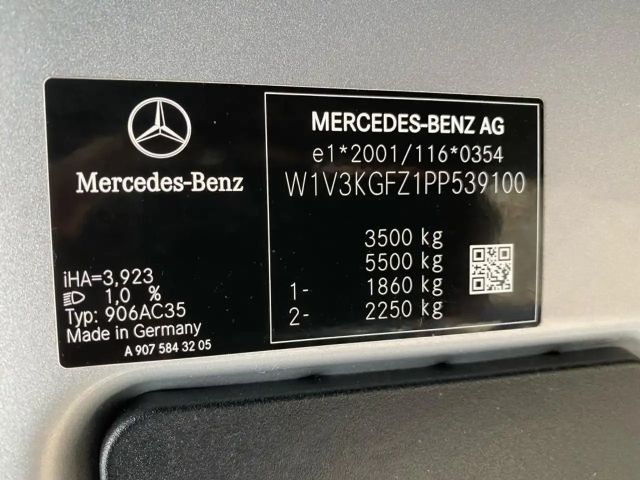 Mercedes-Benz
iHA=3,923
1,0 %
Typ: 906AC35
Made in Germany
A 907 584 32 05
MERCEDES-BENZ AG
e1*2001/116*0354
W1V3KGFZ1PP539100
3500 kg
5500 kg
1- 1860 kg
2- 2250 kg